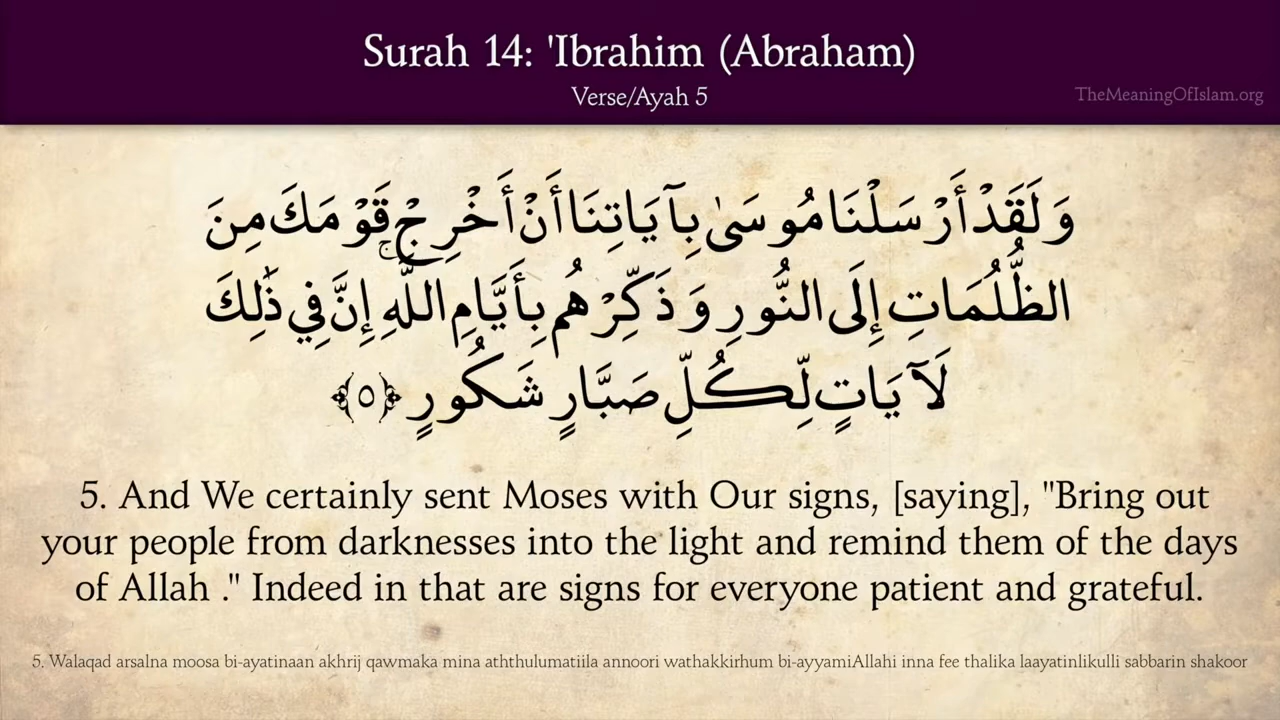 Surah 14: 'Ibrahim (Abraham)
Verse/Ayah 5
TheMeaningOfIslam.org
وَلَقَدْ أَرْسَلْنَا مُوسَىٰ بِآيَاتِنَا أَنْ أَخْرِجْ قَوْمَكَ مِنَ
الظُّلُمَاتِ إِلَى النُّورِ وَذَكِّرْهُم بِأَيَّامِ اللَّهِ ۚ إِنَّ فِي ذَٰلِكَ
لَآيَاتٍ لِّكُلِّ صَبَّارٍ شَكُورٍ ﴿٥﴾
5. And We certainly sent Moses with Our signs, [saying], "Bring out
your people from darknesses into the light and remind them of the days
of Allah ." Indeed in that are signs for everyone patient and grateful.
5. Walaqad arsalna moosa bi-ayatinaan akhrij qawmaka mina aththulumatiila annoori wathakkirhum bi-ayyamiAllahi inna fee thalika laayatinlikulli sabbarin shakoor